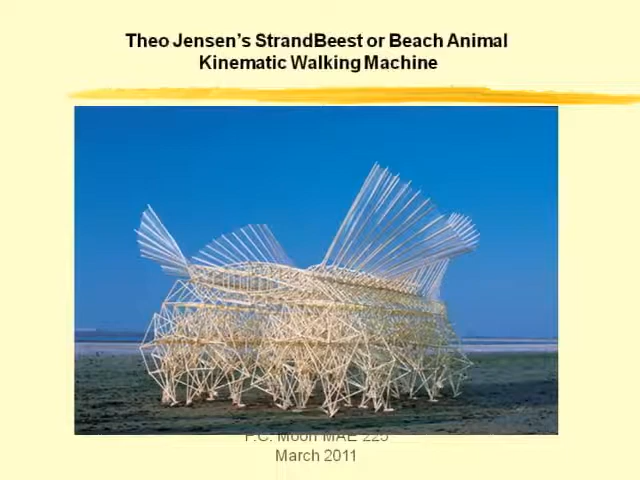 Theo Jensen's StrandBeest or Beach Animal
Kinematic Walking Machine
F.C. Moon MAE 225
March 2011